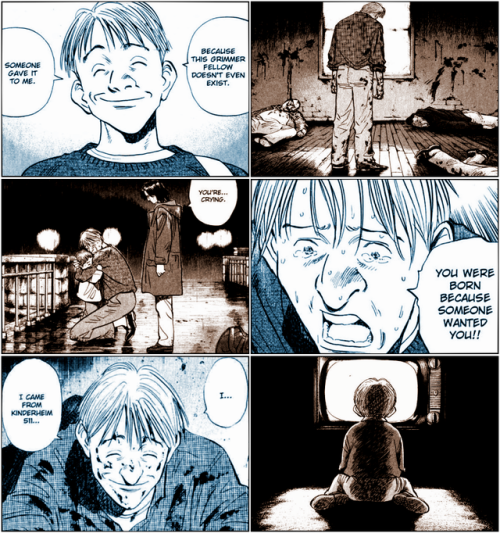 BECAUSE
THIS GRIMMER
FELLOW
DOESN'T EVEN
EXIST.
SOMEONE
GAVE IT
TO ME.
YOU'RE...
CRYING.
YOU WERE
BORN
BECAUSE
SOMEONE
WANTED
YOU!!
I...
I CAME
FROM
KINDERHEIM
511...